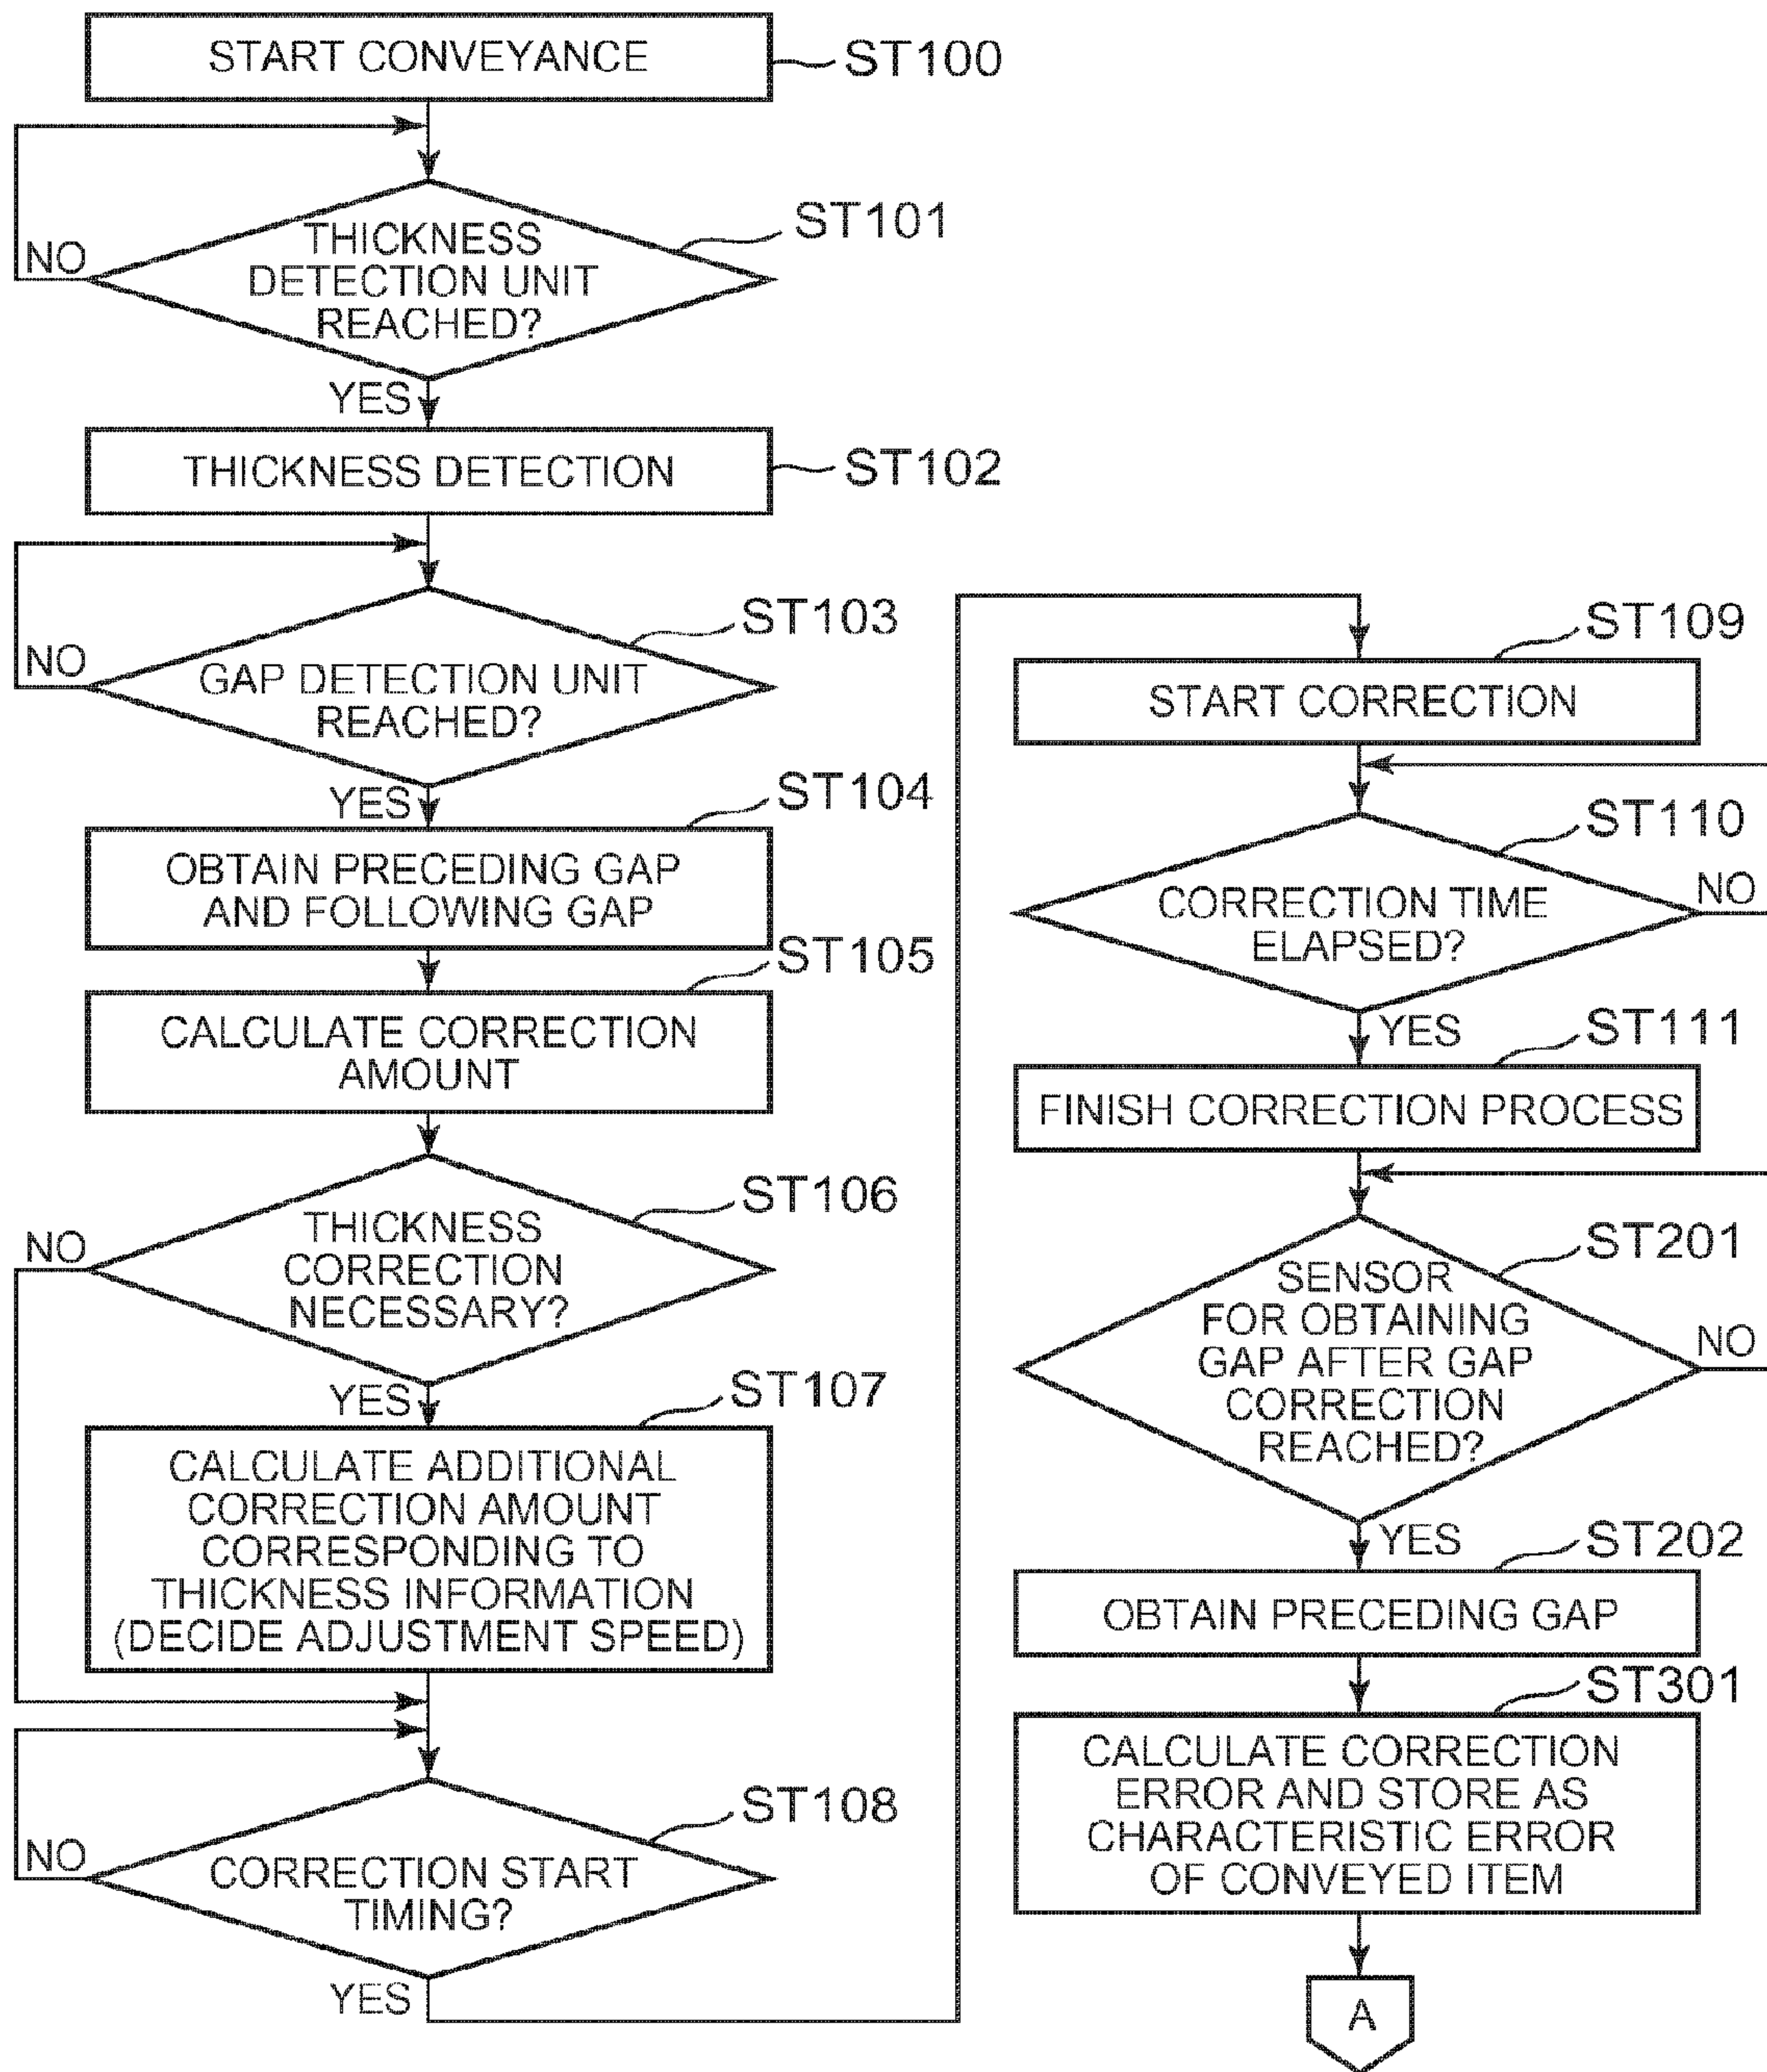 START CONVEYANCE
ST100
THICKNESS
DETECTION UNIT
REACHED?
ST101
NO
YES
THICKNESS DETECTION
ST102
GAP DETECTION UNIT
REACHED?
ST103
NO
YES
OBTAIN PRECEDING GAP
AND FOLLOWING GAP
ST104
CALCULATE CORRECTION
AMOUNT
ST105
THICKNESS
CORRECTION
NECESSARY?
ST106
NO
YES
CALCULATE ADDITIONAL
CORRECTION AMOUNT
CORRESPONDING TO
THICKNESS INFORMATION
(DECIDE ADJUSTMENT SPEED)
ST107
CORRECTION START
TIMING?
ST108
NO
YES
START CORRECTION
ST109
CORRECTION TIME
ELAPSED?
ST110
NO
YES
FINISH CORRECTION PROCESS
ST111
SENSOR
FOR OBTAINING
GAP AFTER GAP
CORRECTION
REACHED?
ST201
NO
YES
OBTAIN PRECEDING GAP
ST202
CALCULATE CORRECTION
ERROR AND STORE AS
CHARACTERISTIC ERROR
OF CONVEYED ITEM
ST301
A